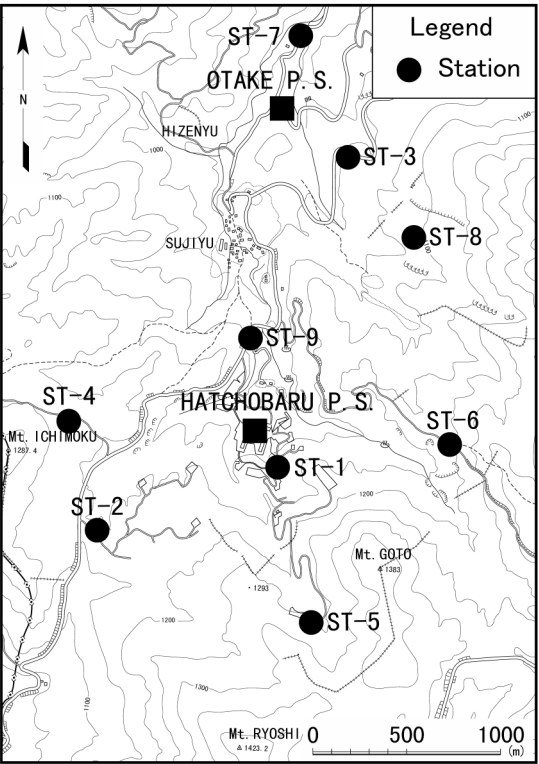 Legend
Station
ST-7
OTAKE P.S.
N
HIZENYU
1100
1000
ST-3
1100
SUJIYU
ST-8
ST-9
ST-4
HATCHOBARU P.S.
Mt. ICHIMOKU
1287.4
ST-6
ST-1
1200
ST-2
Mt. GOTO
1383
1293
1200
ST-5
1100
1300
Mt. RYOSHI
1423.2
0 500 1000
(m)